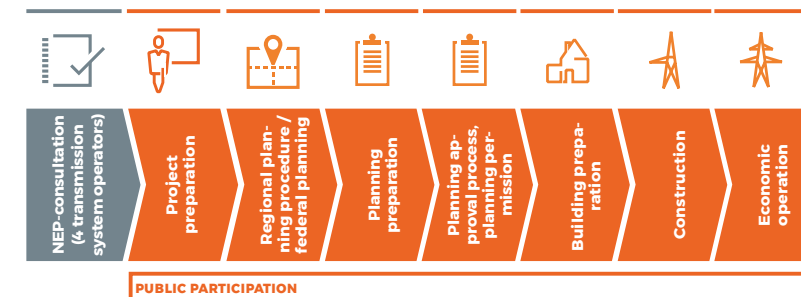 NEP-consultation
(4 transmission
system operators)
Project
preparation
Regional plan-
ning procedure /
federal planning
Planning
preparation
Planning ap-
proval process,
planning per-
mission
Building prepa-
ration
Construction
Economic
operation
PUBLIC PARTICIPATION